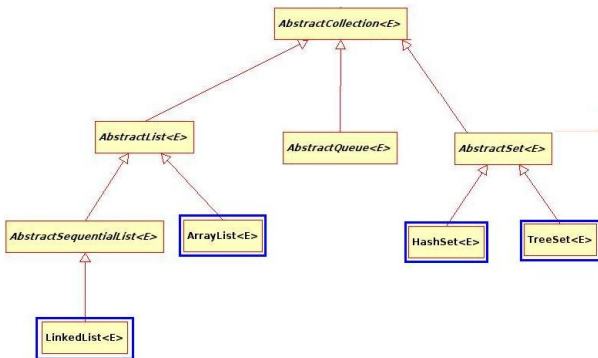 AbstractCollection<E>
AbstractList<E>
AbstractQueue<E>
AbstractSet<E>
AbstractSequentialList<E>
ArrayList<E>
HashSet<E>
TreeSet<E>
LinkedList<E>